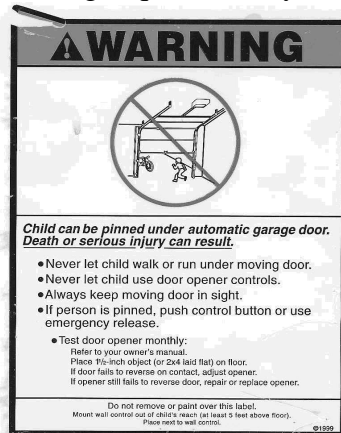 WARNING
Child can be pinned under automatic garage door.
Death or serious injury can result.
●Never let child walk or run under moving door.
●Never let child use door opener controls.
●Always keep moving door in sight.
●If person is pinned, push control button or use
emergency release.
●Test door opener monthly:
Refer to your owner's manual.
Place 1½-inch object (or 2x4 laid flat) on floor.
If door fails to reverse on contact, adjust opener.
If opener still fails to reverse door, repair or replace opener.
Do not remove or paint over this label.
Mount wall control out of child's reach (at least 5 feet above floor).
Place next to wall control.
©1999